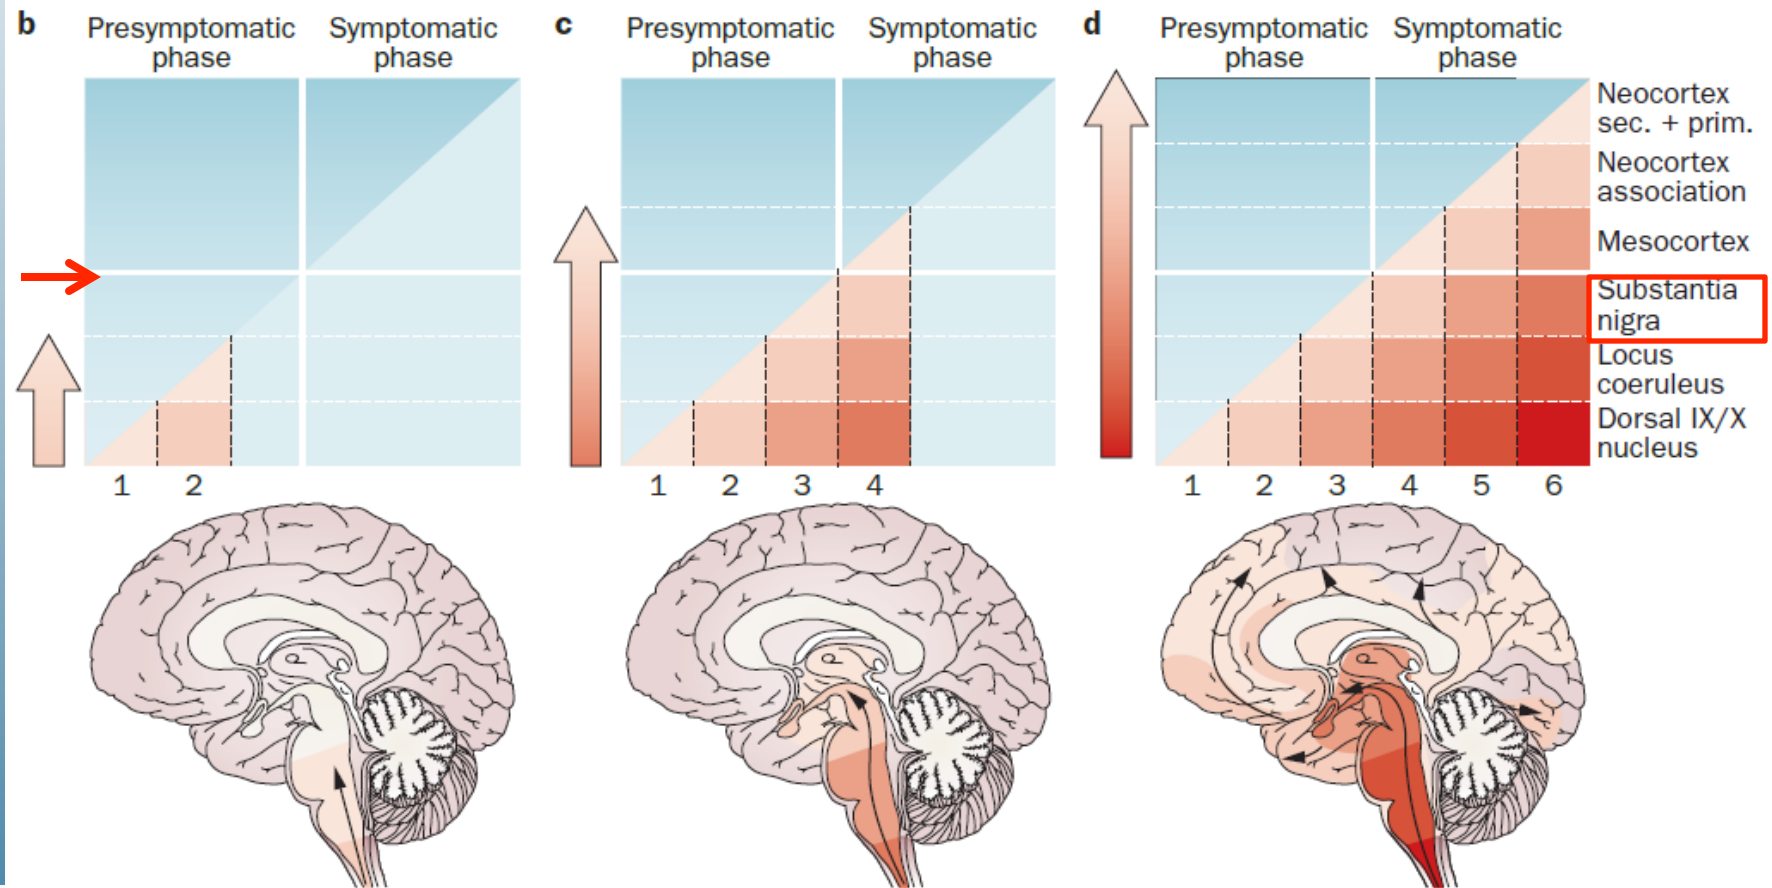 b
Presymptomatic
phase
Symptomatic
phase
1
2
c
Presymptomatic
phase
Symptomatic
phase
1
2
3
4
d
Presymptomatic
phase
Symptomatic
phase
Neocortex
sec. + prim.
Neocortex
association
Mesocortex
Substantia
nigra
Locus
coeruleus
Dorsal IX/X
nucleus
1
2
3
4
5
6